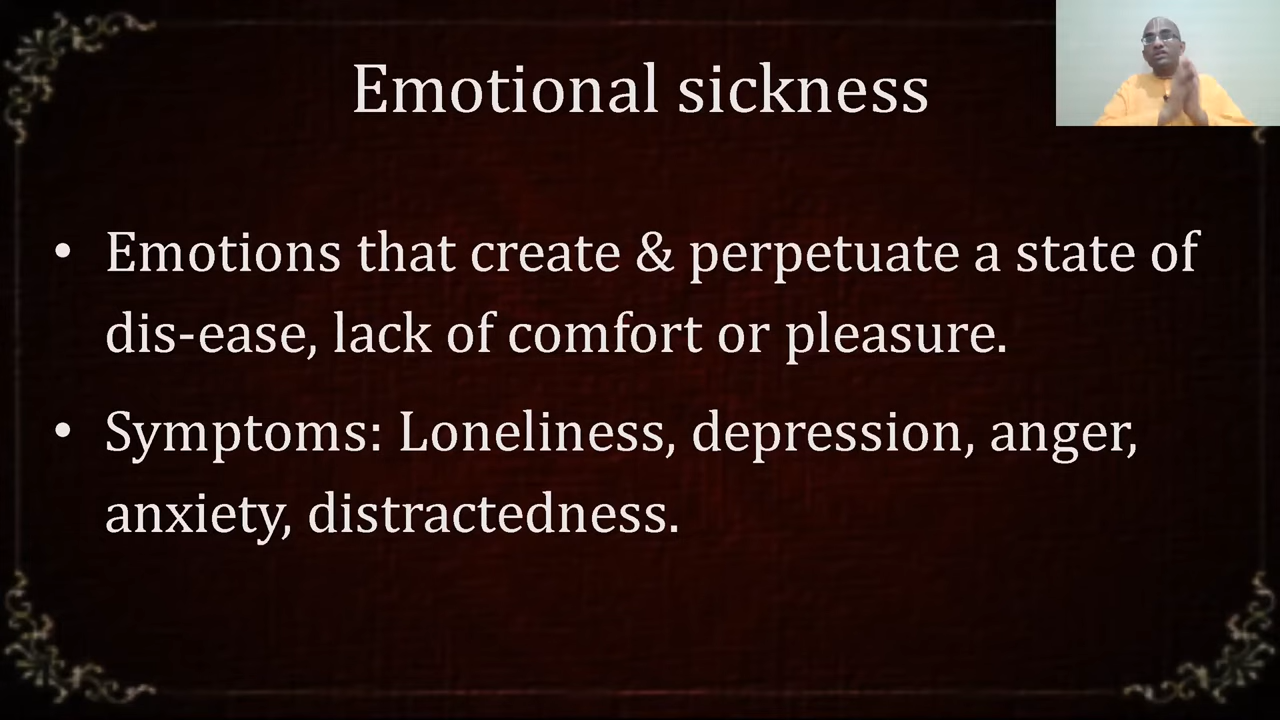 Emotional sickness
• Emotions that create & perpetuate a state of
dis-ease, lack of comfort or pleasure.
• Symptoms: Loneliness, depression, anger,
anxiety, distractedness.